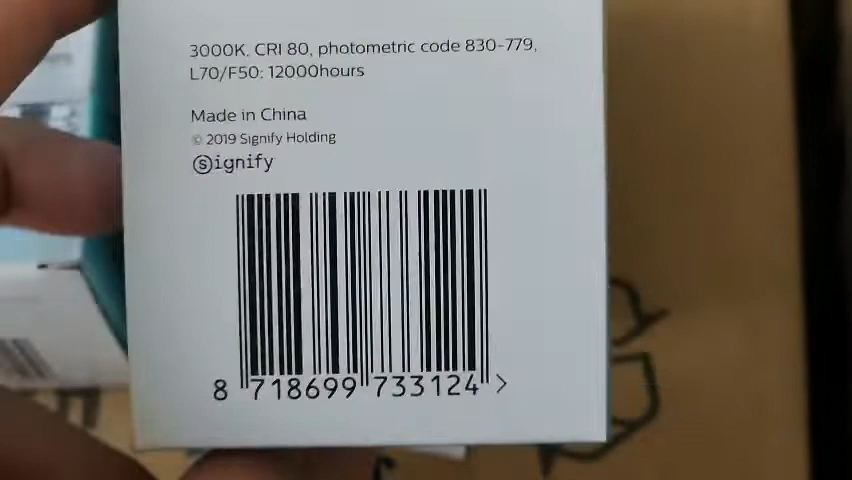 3000K. CRI 80, photometric code 830-779,
L70/F50: 12000hours
Made in China
© 2019 Signify Holding
Signify
8 718699 733124 >